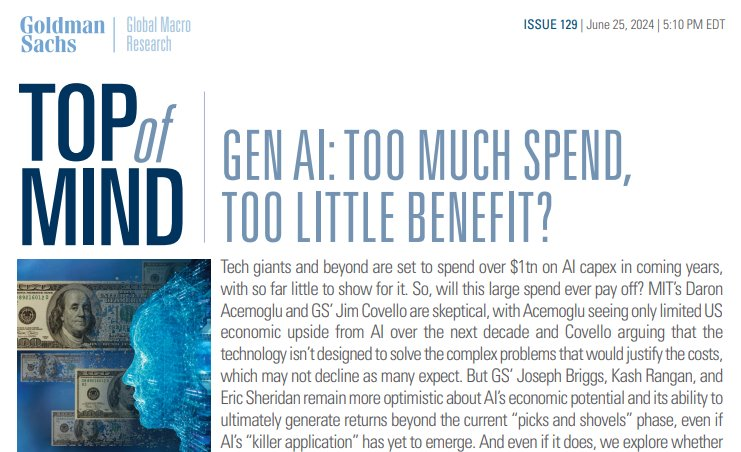 Goldman
Sachs
Global Macro
Research
ISSUE 129 | June 25, 2024 | 5:10 PM EDT
TOP of
MIND
GEN AI: TOO MUCH SPEND,
TOO LITTLE BENEFIT?
Tech giants and beyond are set to spend over $1tn on AI capex in coming years,
with so far little to show for it. So, will this large spend ever pay off? MIT’s Daron
Acemoglu and GS’ Jim Covello are skeptical, with Acemoglu seeing only limited US
economic upside from AI over the next decade and Covello arguing that the
technology isn’t designed to solve the complex problems that would justify the costs,
which may not decline as many expect. But GS’ Joseph Briggs, Kash Rangan, and
Eric Sheridan remain more optimistic about AI’s economic potential and its ability to
ultimately generate returns beyond the current “picks and shovels” phase, even if
AI’s “killer application” has yet to emerge. And even if it does, we explore whether